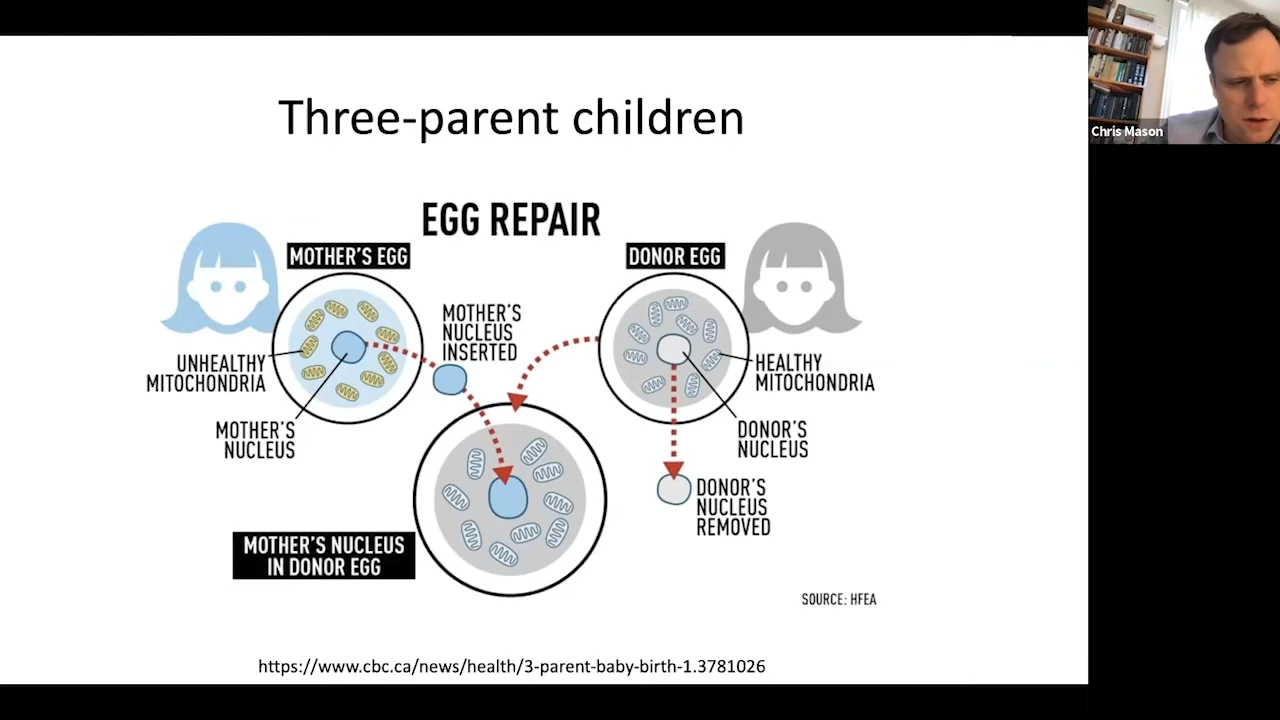 Three-parent children
Chris Mason
EGG REPAIR
MOTHER'S EGG
DONOR EGG
MOTHER'S
NUCLEUS
INSERTED
UNHEALTHY
MITOCHONDRIA
HEALTHY
MITOCHONDRIA
MOTHER'S
NUCLEUS
DONOR'S
NUCLEUS
DONOR'S
NUCLEUS
REMOVED
MOTHER'S NUCLEUS
IN DONOR EGG
SOURCE: HFEA
https://www.cbc.ca/news/health/3-parent-baby-birth-1.3781026